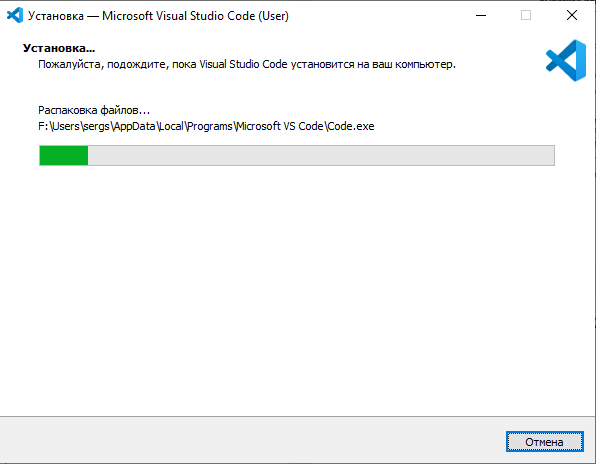 Установка — Microsoft Visual Studio Code (User)
Установка...
Пожалуйста, подождите, пока Visual Studio Code установится на ваш компьютер.
Распаковка файлов...
F:\Users\sergs\AppData\Local\Programs\Microsoft VS Code\Code.exe
Отмена